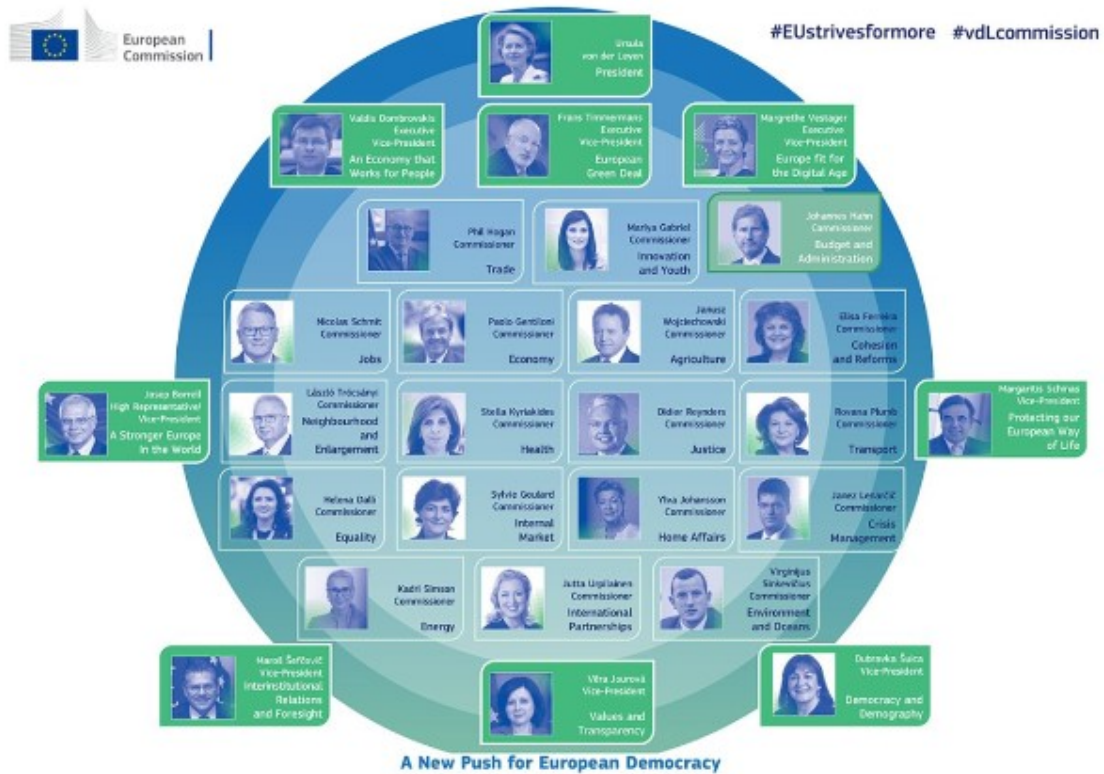 European
Commission
#EUstrivesformore #vdLcommission
Ursula
von der Leyen
President
Valdis Dombrovskis
Executive
Vice-President
An Economy that
Works for People
Frans Timmermans
Executive
Vice-President
European
Green Deal
Margrethe Vestager
Executive
Vice-President
Europe fit for
the Digital Age
Phil Hogan
Commissioner
Trade
Mariya Gabriel
Commissioner
Innovation
and Youth
Johannes Hahn
Commissioner
Budget and
Administration
Nicolas Schmit
Commissioner
Jobs
Paolo Gentiloni
Commissioner
Economy
Janusz
Wojciechowski
Commissioner
Agriculture
Elisa Ferreira
Commissioner
Cohesion
and Reforms
Josep Borrell
High Representative/
Vice-President
A Stronger Europe
in the World
László Trócsányi
Commissioner
Neighbourhood
and
Enlargement
Stella Kyriakides
Commissioner
Health
Didier Reynders
Commissioner
Justice
Rovana Plumb
Commissioner
Transport
Margaritis Schinas
Vice-President
Protecting our
European Way
of Life
Helena Dalli
Commissioner
Equality
Sylvie Goulard
Commissioner
Internal
Market
Ylva Johansson
Commissioner
Home Affairs
Janez Lenarčič
Commissioner
Crisis
Management
Kadri Simson
Commissioner
Energy
Jutta Urpilainen
Commissioner
International
Partnerships
Virginijus
Sinkevičius
Commissioner
Environment
and Oceans
Maroš Šefčovič
Vice-President
Interinstitutional
Relations
and Foresight
Věra Jourová
Vice-President
Values and
Transparency
Dubravka Šuica
Vice-President
Democracy and
Demography
A New Push for European Democracy